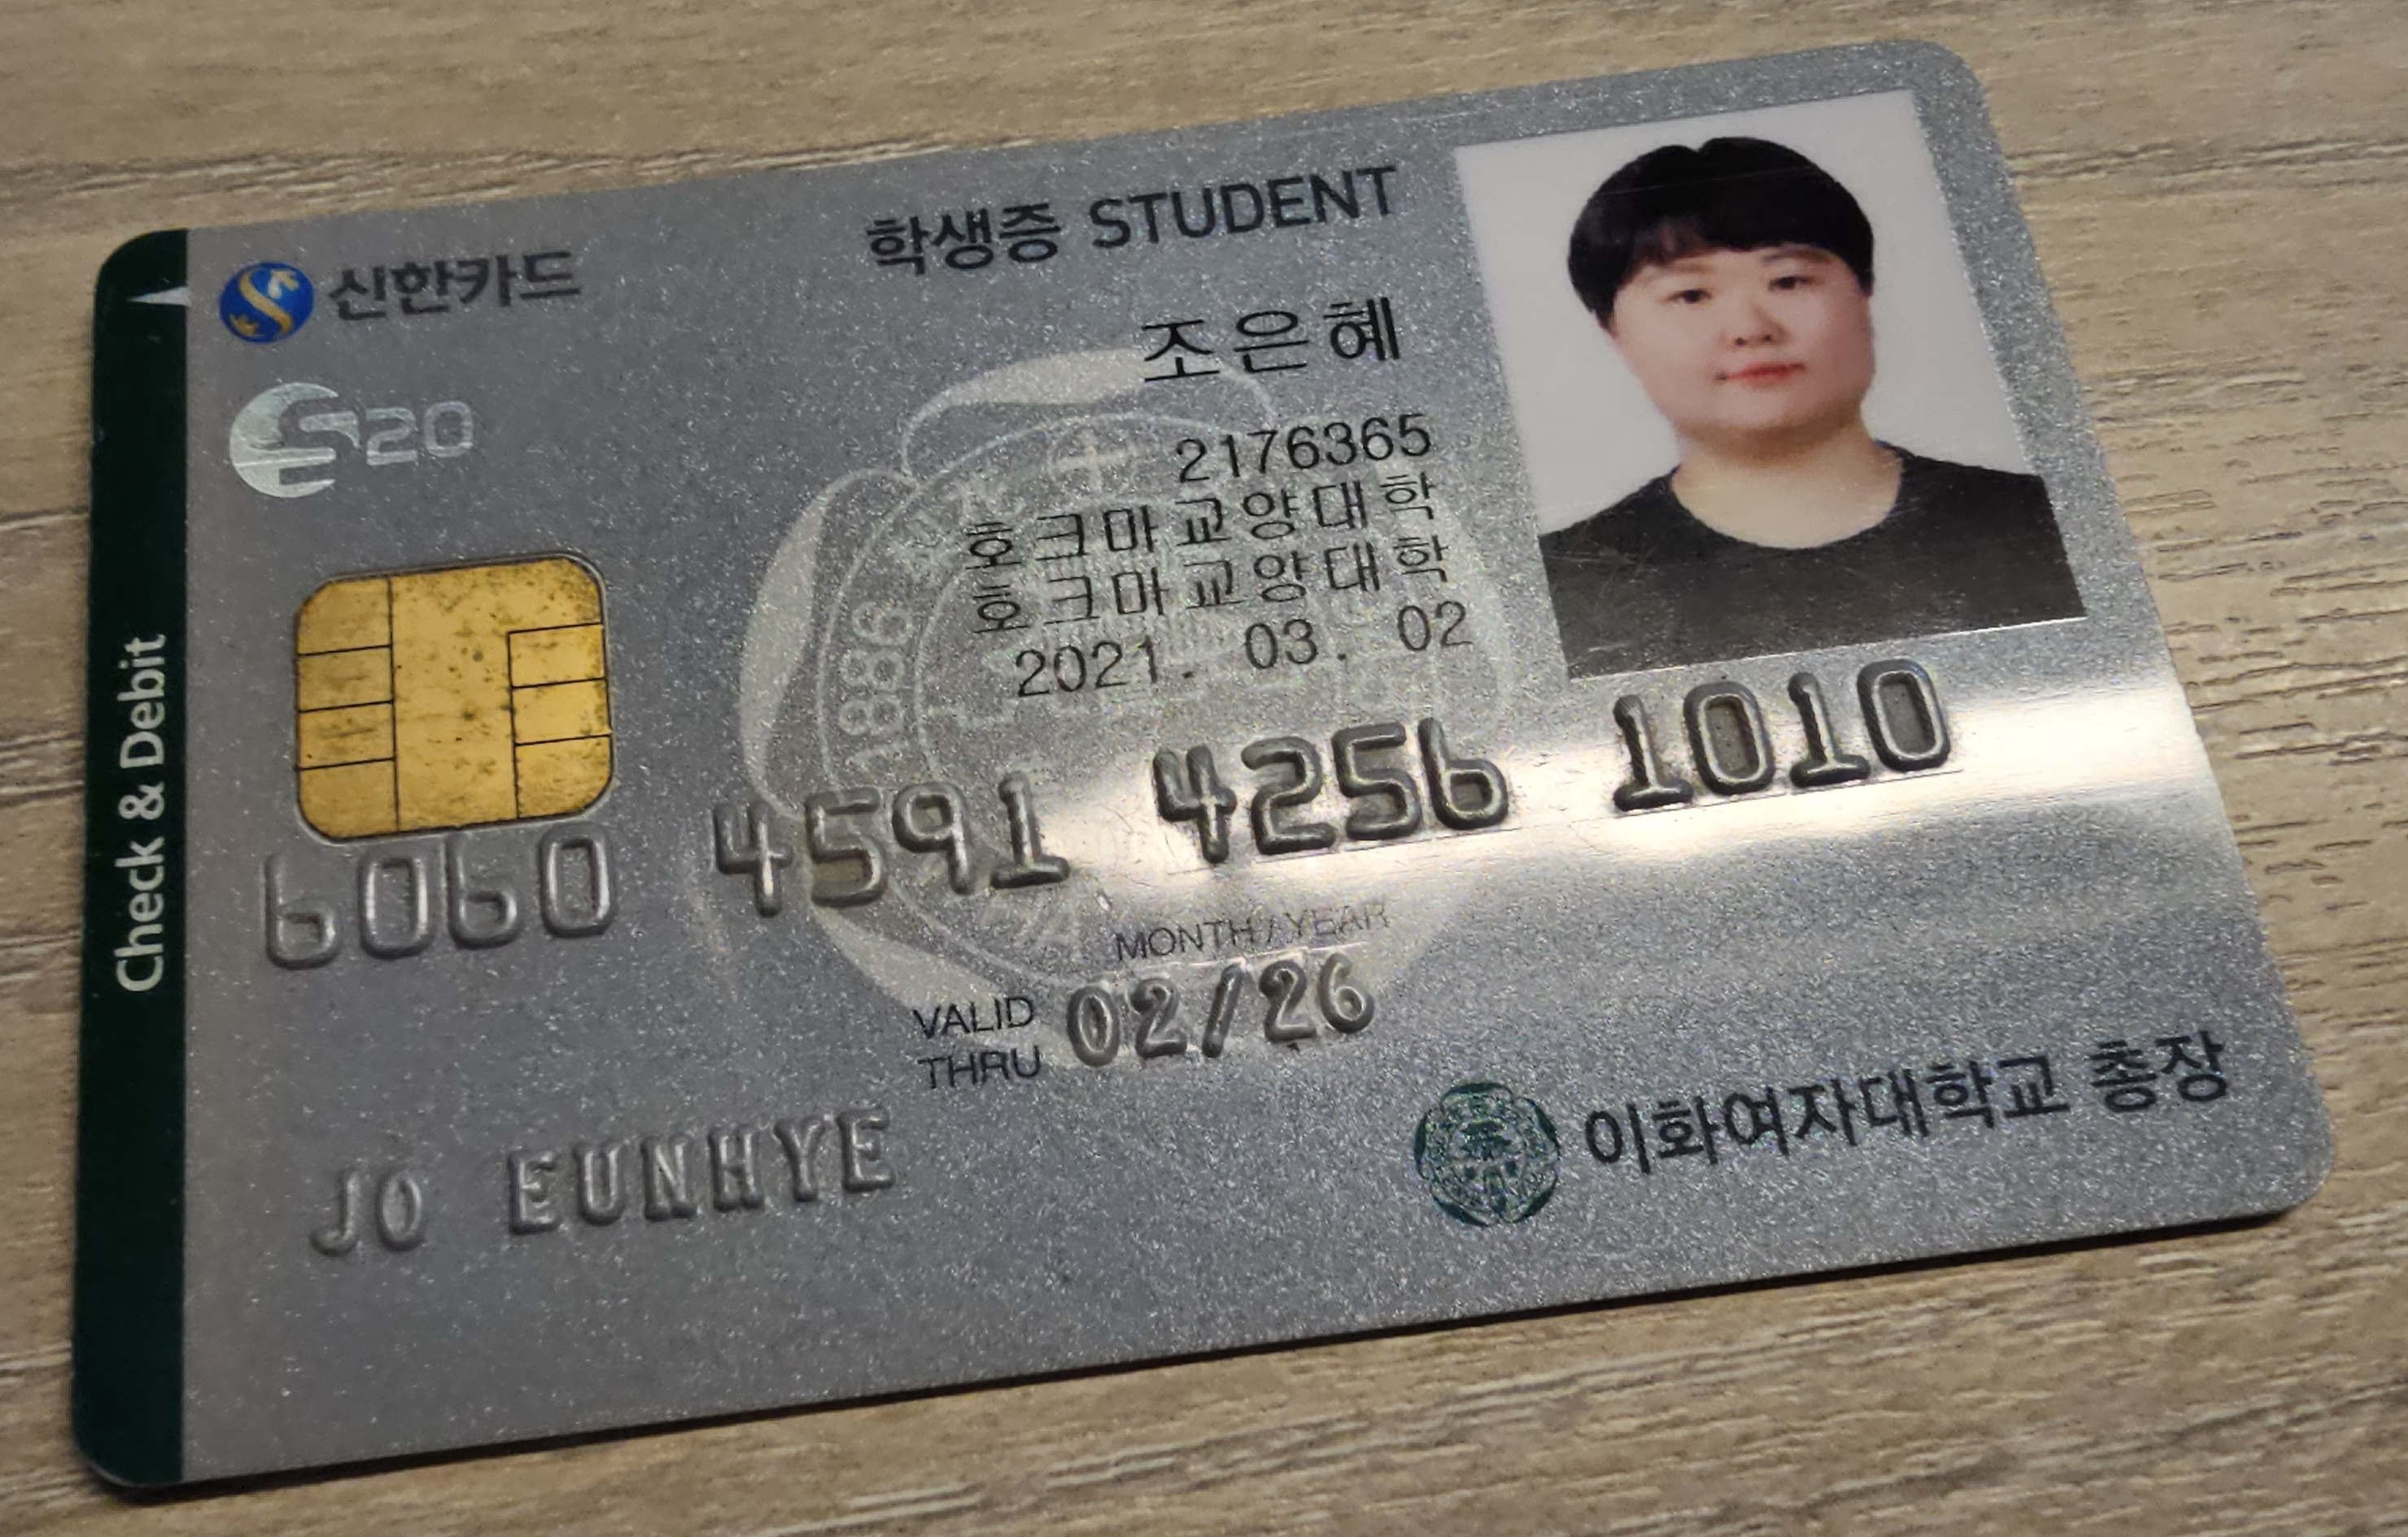 신한카드
학생증 STUDENT
S20
조은혜
2176365
호크마교양대학
호크마교양대학
2021. 03. 02
1886
Check & Debit
6060 4591 4256 1010
MONTH / YEAR
VALID THRU 02/26
JO EUNHYE
이화여자대학교 총장